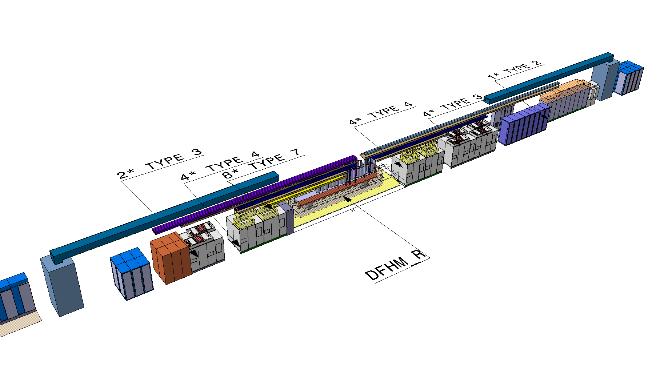 1* TYPE 2
4* TYPE 4
4* TYPE 3
2* TYPE 3
4* TYPE 4
8* TYPE 7
DFHM_R